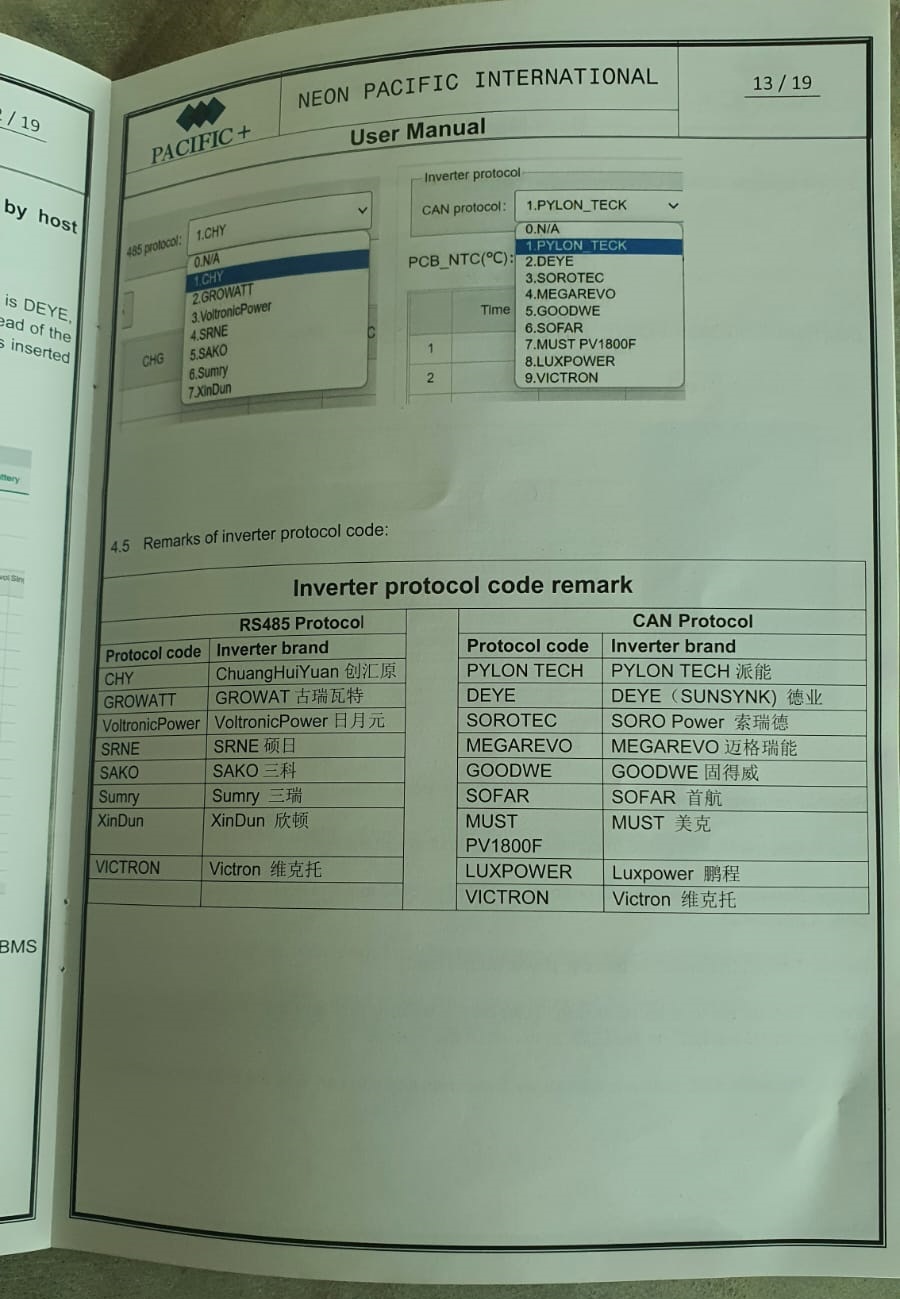 2 / 19
by host
is DEYE,
ead of the
s inserted
ttery
BMS
PACIFIC+
NEON PACIFIC INTERNATIONAL
User Manual
13 / 19
485 protocol: 1.CHY
0.N/A
1.CHY
2.GROWATT
3.VoltronicPower
4.SRNE
5.SAKO
6.Sumry
7.XinDun
CHG
C
Inverter protocol
CAN protocol: 1.PYLON_TECK
0.N/A
1.PYLON_TECK
PCB_NTC(℃): 2.DEYE
3.SOROTEC
4.MEGAREVO
Time 5.GOODWE
6.SOFAR
1 7.MUST PV1800F
8.LUXPOWER
2 9.VICTRON
4.5 Remarks of inverter protocol code:
Inverter protocol code remark
RS485 Protocol CAN Protocol
Protocol code Inverter brand Protocol code Inverter brand
CHY ChuangHuiYuan 创汇原 PYLON TECH PYLON TECH 派能
GROWATT GROWAT 古瑞瓦特 DEYE DEYE（SUNSYNK) 德业
VoltronicPower VoltronicPower 日月元 SOROTEC SORO Power 索瑞德
SRNE SRNE 硕日 MEGAREVO MEGAREVO 迈格瑞能
SAKO SAKO 三科 GOODWE GOODWE 固得威
Sumry Sumry 三瑞 SOFAR SOFAR 首航
XinDun XinDun 欣顿 MUST MUST 美克
PV1800F
VICTRON Victron 维克托 LUXPOWER Luxpower 鹏程
VICTRON Victron 维克托